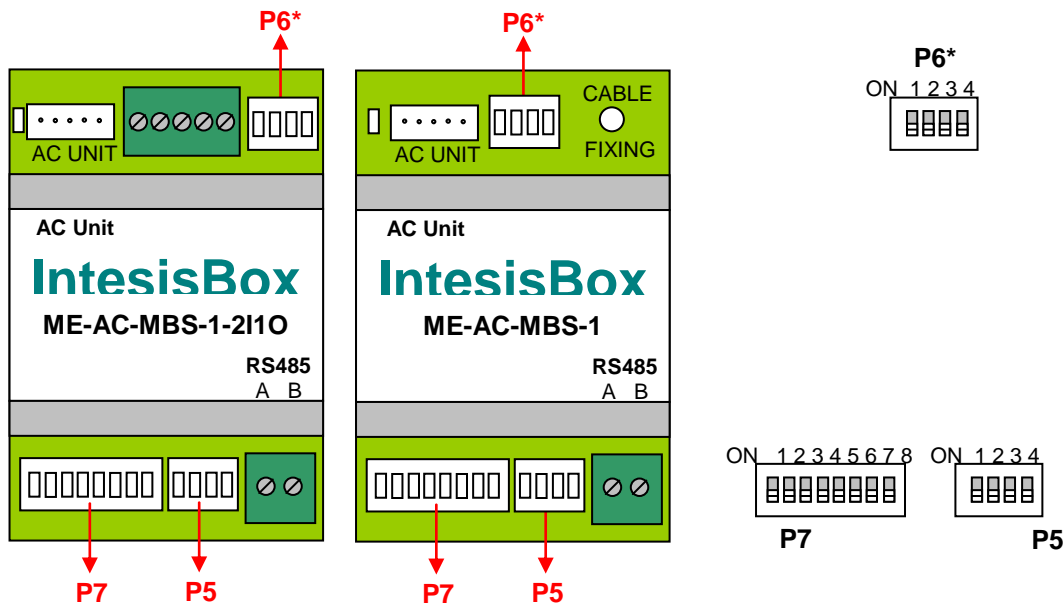 P6*
AC UNIT
AC Unit
IntesisBox
ME-AC-MBS-1-2I1O
RS485
A B
P7
P5
P6*
AC UNIT
CABLE
FIXING
AC Unit
IntesisBox
ME-AC-MBS-1
RS485
A B
P7
P5
P6*
ON 1 2 3 4
ON 1 2 3 4 5 6 7 8
P7
ON 1 2 3 4
P5